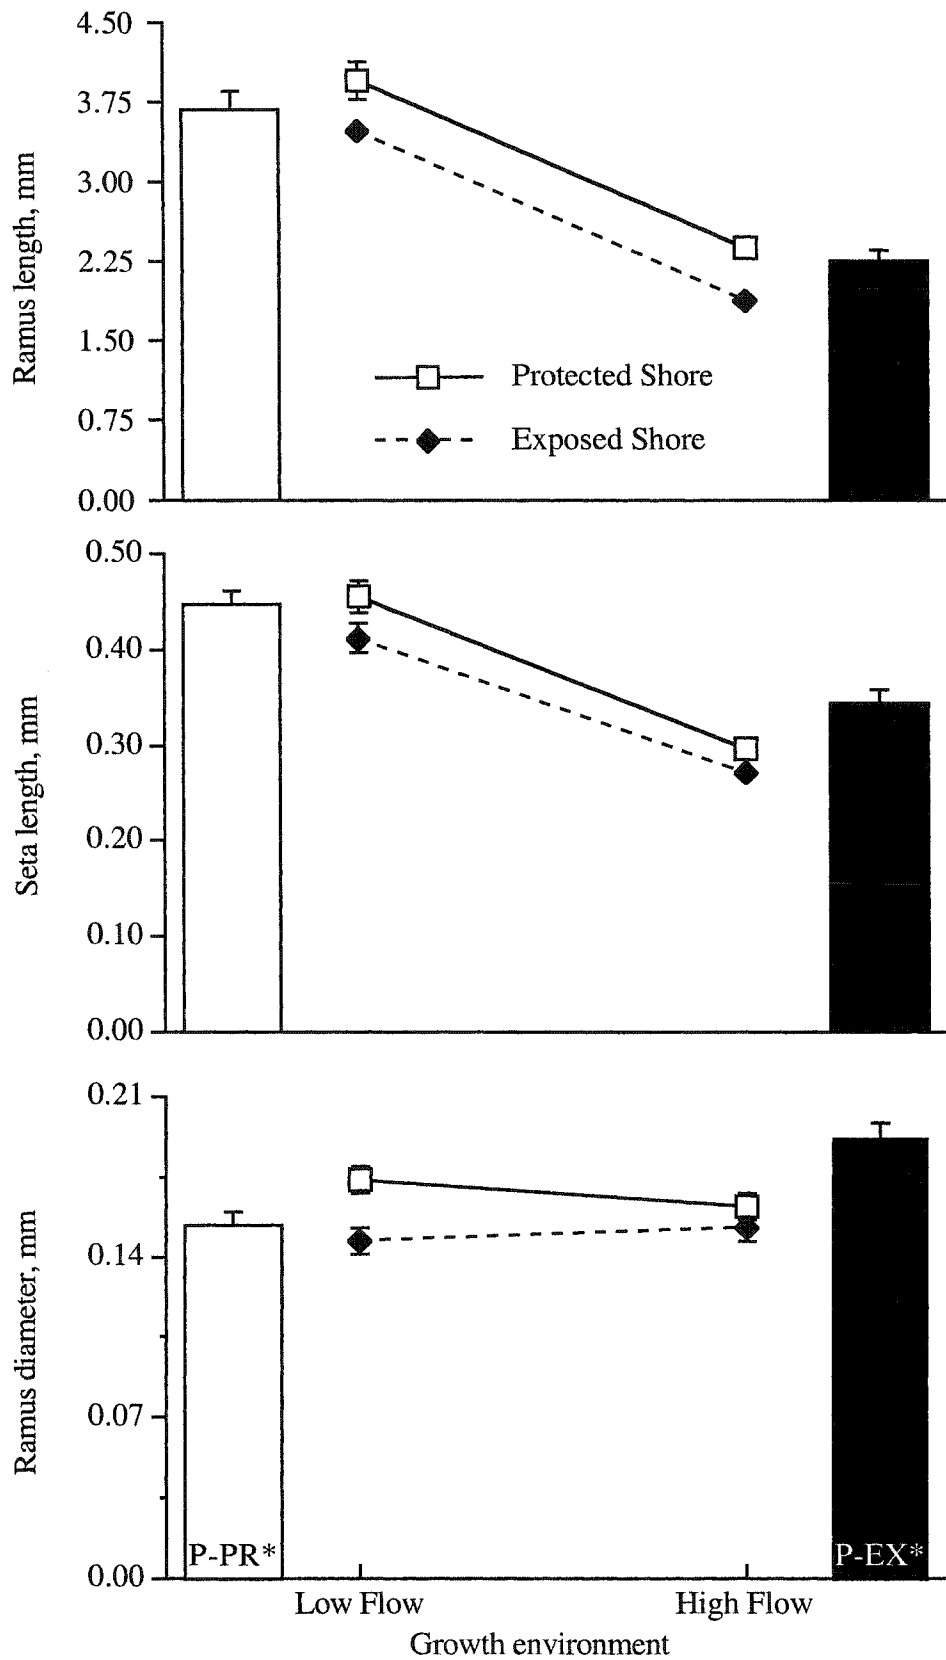 4.50
3.75
3.00
2.25
1.50
0.75
0.00
Ramus length, mm
Protected Shore
Exposed Shore
0.50
0.40
0.30
0.20
0.10
0.00
Seta length, mm
0.21
0.14
0.07
0.00
Ramus diameter, mm
P-PR*
P-EX*
Low Flow
High Flow
Growth environment